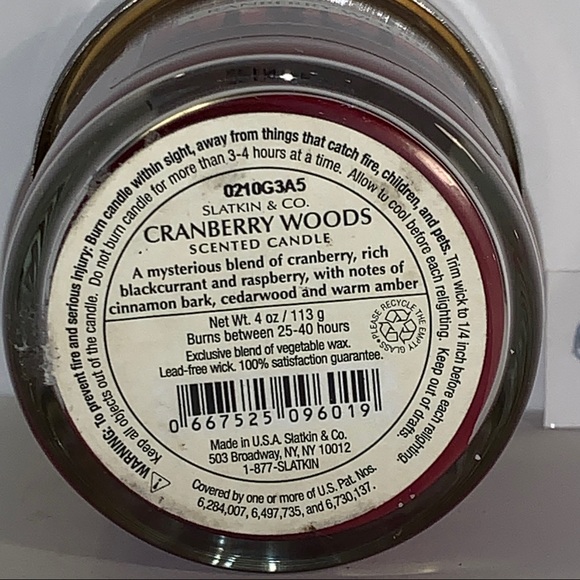 ⚠WARNING: To prevent fire and serious injury: Burn candle within sight, away from things that catch fire, children, and pets. Trim wick to 1/4 inch before each relighting.
Keep all objects out of the candle. Do not burn candle for more than 3-4 hours at a time. Allow to cool before each relighting. Keep out of drafts.
0210G3A5
SLATKIN & CO.
CRANBERRY WOODS
SCENTED CANDLE
A mysterious blend of cranberry, rich
blackcurrant and raspberry, with notes of
cinnamon bark, cedarwood and warm amber
Net Wt. 4 oz / 113 g
Burns between 25-40 hours
Exclusive blend of vegetable wax.
Lead-free wick. 100% satisfaction guarantee.
• PLEASE RECYCLE THE EMPTY GLASS
0 667525 096019
Made in U.S.A. Slatkin & Co.
503 Broadway, NY, NY 10012
1-877-SLATKIN
Covered by one or more of U.S. Pat. Nos.
6,284,007, 6,497,735, and 6,730,137.